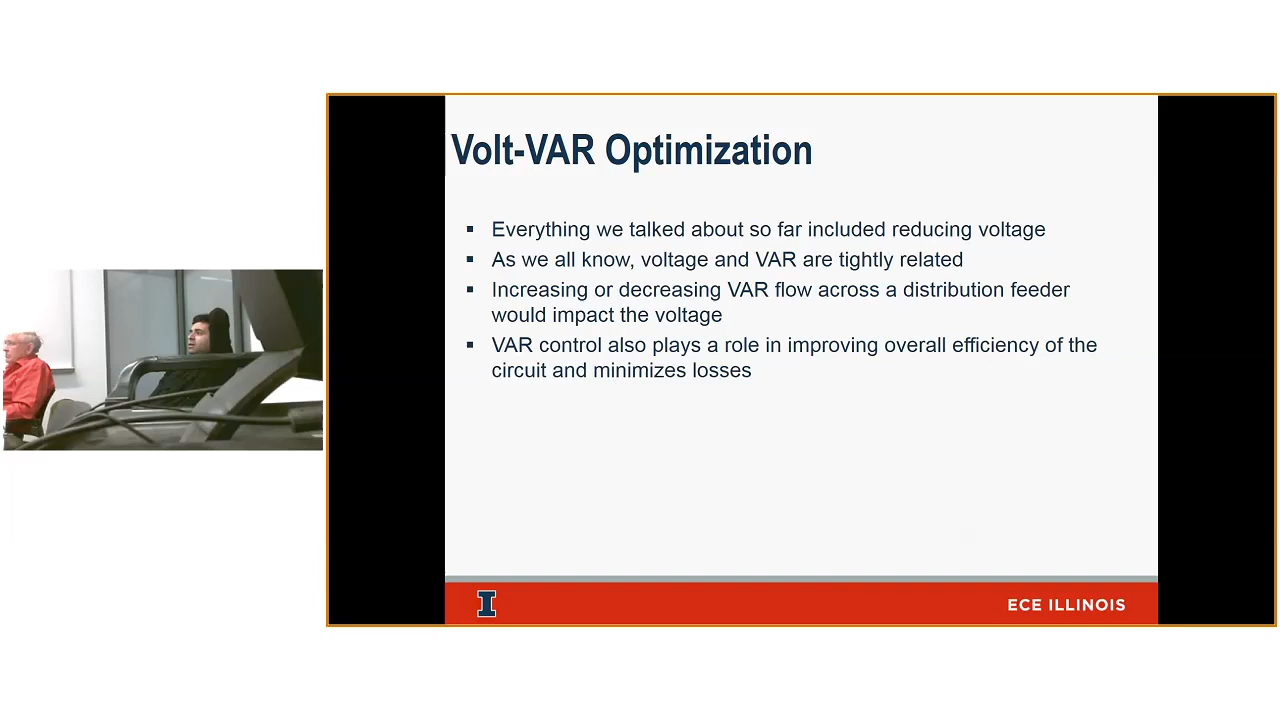 Volt-VAR Optimization
▪ Everything we talked about so far included reducing voltage
▪ As we all know, voltage and VAR are tightly related
▪ Increasing or decreasing VAR flow across a distribution feeder
would impact the voltage
▪ VAR control also plays a role in improving overall efficiency of the
circuit and minimizes losses
I
ECE ILLINOIS